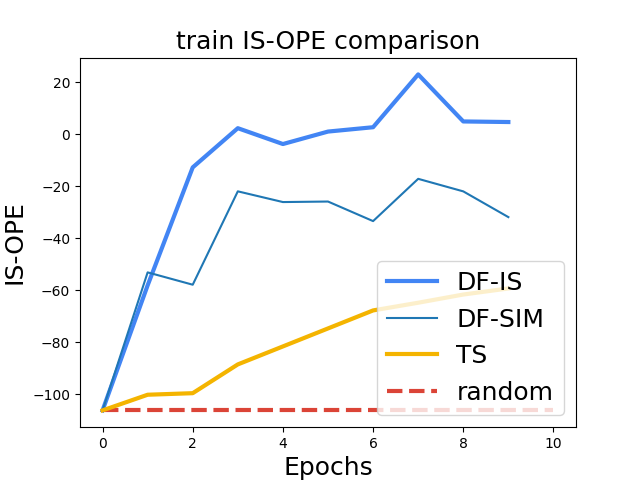 train IS-OPE comparison
IS-OPE
20
0
−20
−40
−60
−80
−100
DF-IS
DF-SIM
TS
random
0
2
4
6
8
10
Epochs